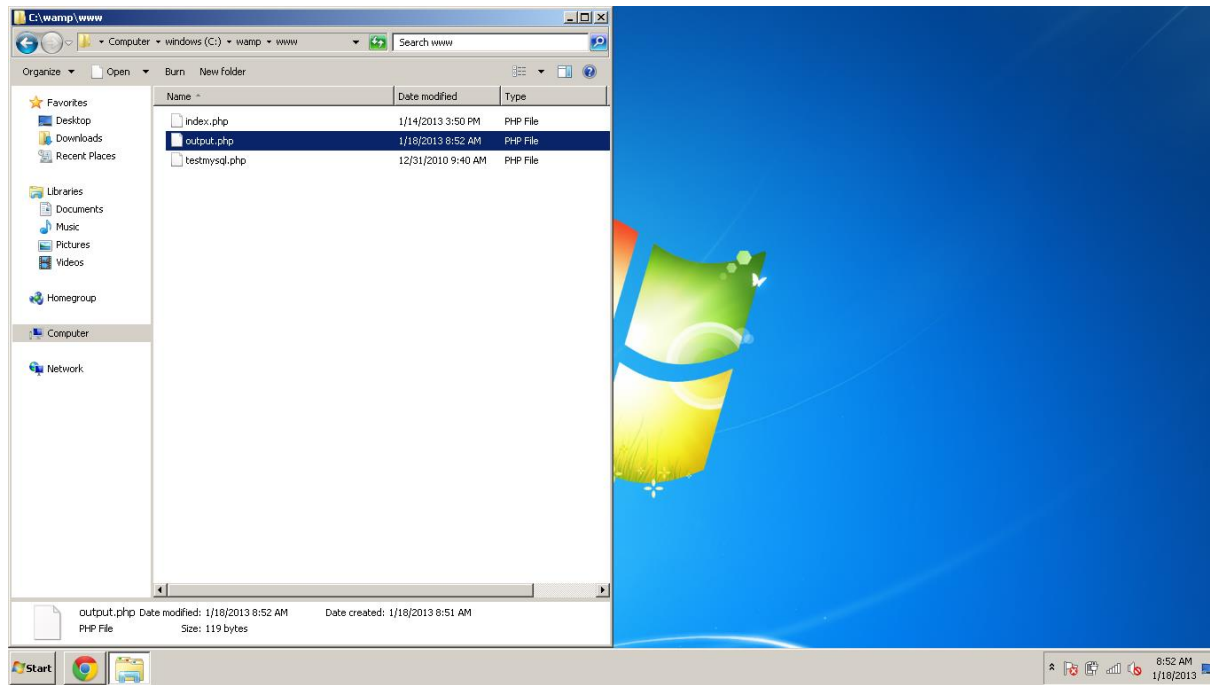 C:\wamp\www
Computer windows (C:) wamp www Search www
Organize Open Burn New folder
Name Date modified Type
Favorites
Desktop
Downloads
Recent Places
Libraries
Documents
Music
Pictures
Videos
Homegroup
Computer
Network
index.php 1/14/2013 3:50 PM PHP File
output.php 1/18/2013 8:52 AM PHP File
testmysql.php 12/31/2010 9:40 AM PHP File
output.php Date modified: 1/18/2013 8:52 AM Date created: 1/18/2013 8:51 AM
PHP File Size: 119 bytes
Start 8:52 AM
1/18/2013